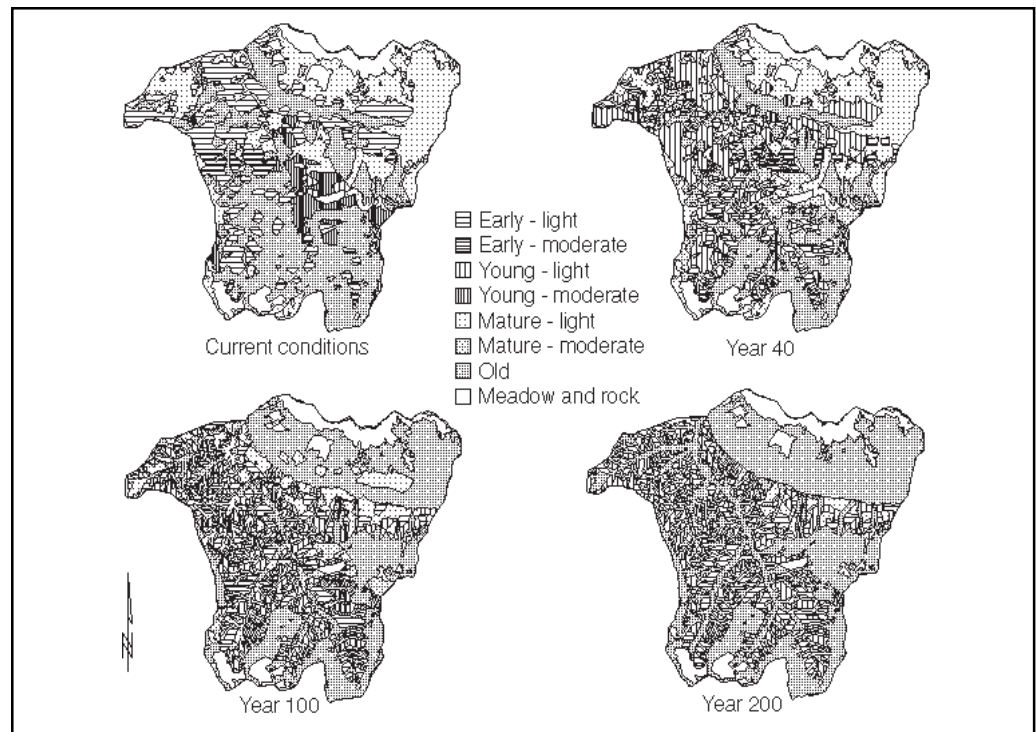 Early - light
Early - moderate
Young - light
Young - moderate
Mature - light
Mature - moderate
Old
Meadow and rock
Current conditions
Year 40
N
Year 100
Year 200